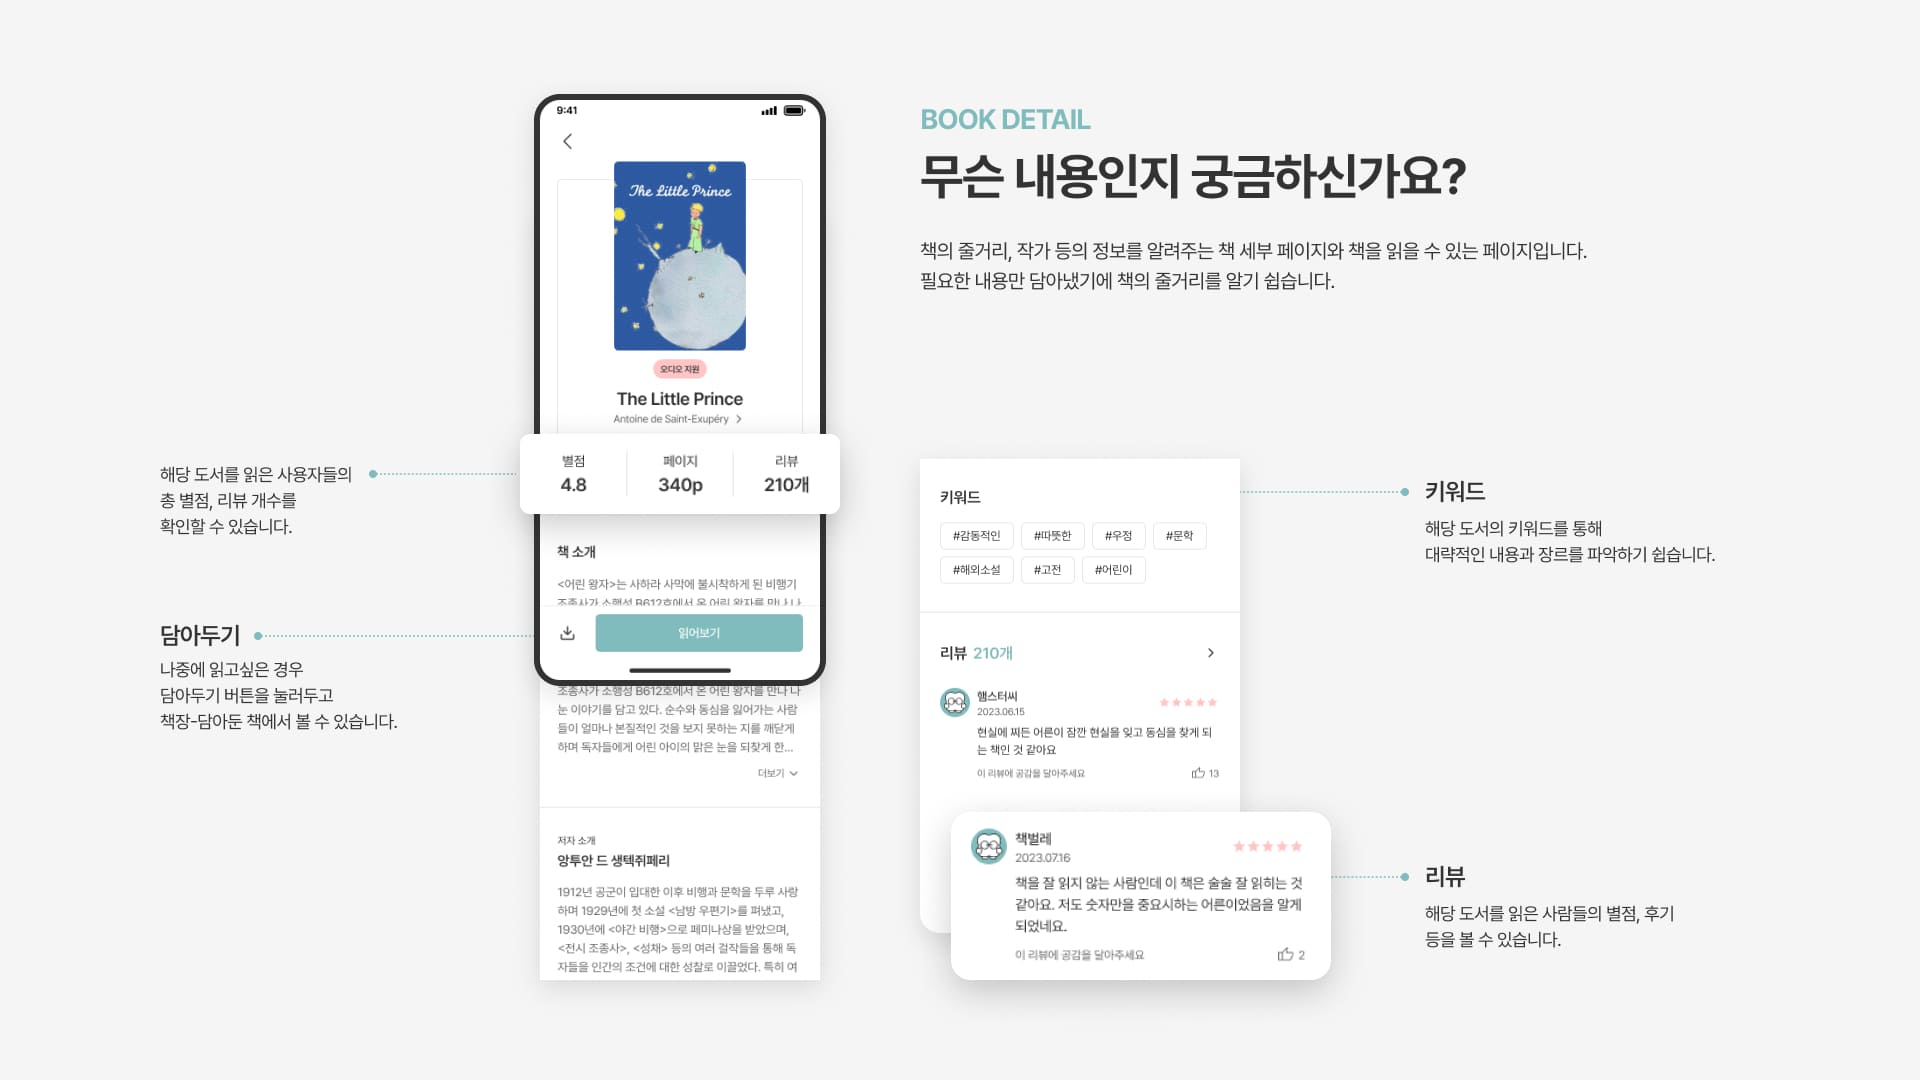 BOOK DETAIL
무슨 내용인지 궁금하신가요?
책의 줄거리, 작가 등의 정보를 알려주는 책 세부 페이지와 책을 읽을 수 있는 페이지입니다.
필요한 내용만 담아냈기에 책의 줄거리를 알기 쉽습니다.
9:41
The Little Prince
오디오 지원
The Little Prince
Antoine de Saint-Exupéry
별점
4.8
페이지
340p
리뷰
210개
해당 도서를 읽은 사용자들의
총 별점, 리뷰 개수를
확인할 수 있습니다.
책 소개
<어린 왕자>는 사하라 사막에 불시착하게 된 비행기
조종사가 소행성 B612호에서 온 어린 왕자를 만나 나
읽어보기
담아두기
나중에 읽고싶은 경우
담아두기 버튼을 눌러두고
책장-담아둔 책에서 볼 수 있습니다.
조종사가 소행성 B612호에서 온 어린 왕자를 만나 나
눈 이야기를 담고 있다. 순수와 동심을 잃어가는 사람
들이 얼마나 본질적인 것을 보지 못하는 지를 깨닫게
하며 독자들에게 어린 아이의 맑은 눈을 되찾게 한...
더보기
저자 소개
앙투안 드 생텍쥐페리
1912년 공군이 입대한 이후 비행과 문학을 두루 사랑
하며 1929년에 첫 소설 <남방 우편기>를 펴냈고,
1930년에 <야간 비행>으로 페미나상을 받았으며,
<전시 조종사>, <성채> 등의 여러 걸작들을 통해 독
자들을 인간의 조건에 대한 성찰로 이끌었다. 특히 여
키워드
#감동적인 #따뜻한 #우정 #문학
#해외소설 #고전 #어린이
키워드
해당 도서의 키워드를 통해
대략적인 내용과 장르를 파악하기 쉽습니다.
리뷰 210개
햄스터씨
2023.06.15
현실에 찌든 어른이 잠깐 현실을 잊고 동심을 찾게 되
는 책인 것 같아요
이 리뷰에 공감을 달아주세요
13
책벌레
2023.07.16
책을 잘 읽지 않는 사람인데 이 책은 술술 잘 읽히는 것
같아요. 저도 숫자만을 중요시하는 어른이었음을 알게
되었네요.
이 리뷰에 공감을 달아주세요
2
리뷰
해당 도서를 읽은 사람들의 별점, 후기
등을 볼 수 있습니다.